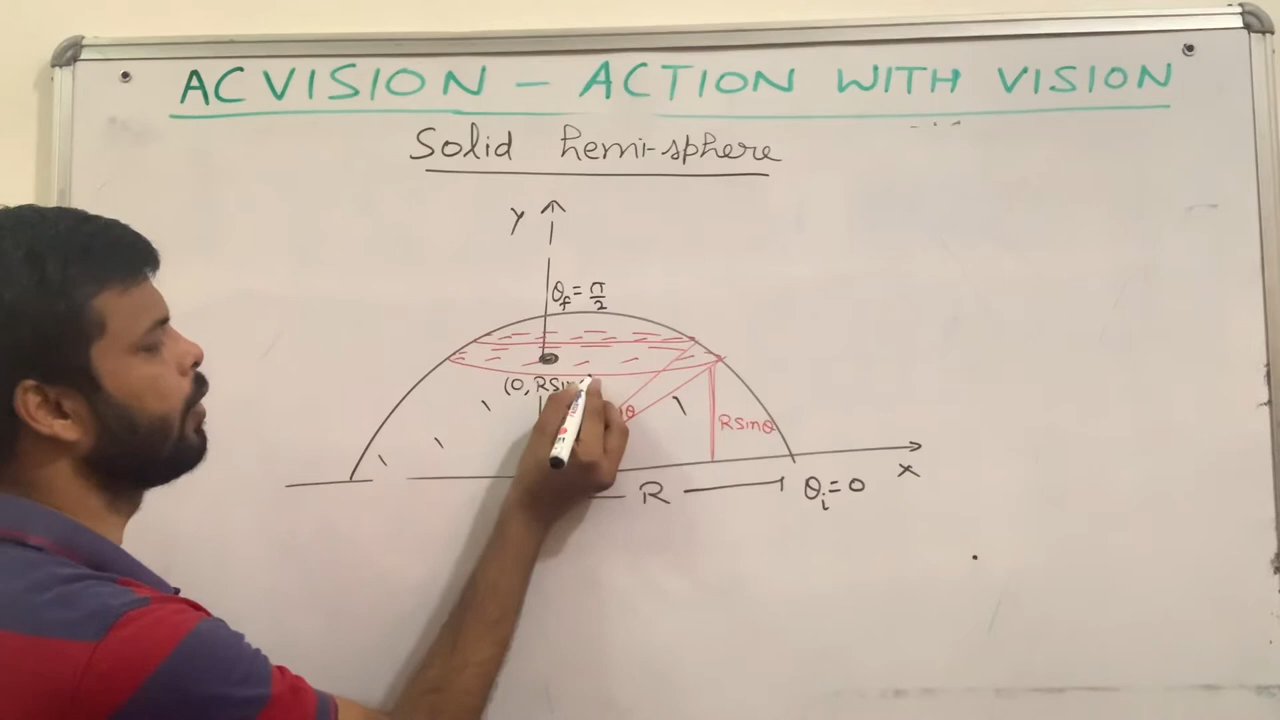 ACVISION – ACTION WITH VISION
Solid hemi-sphere
y
θf = π/2
(0, RSin
θ
RSinθ
x
R
θi = 0